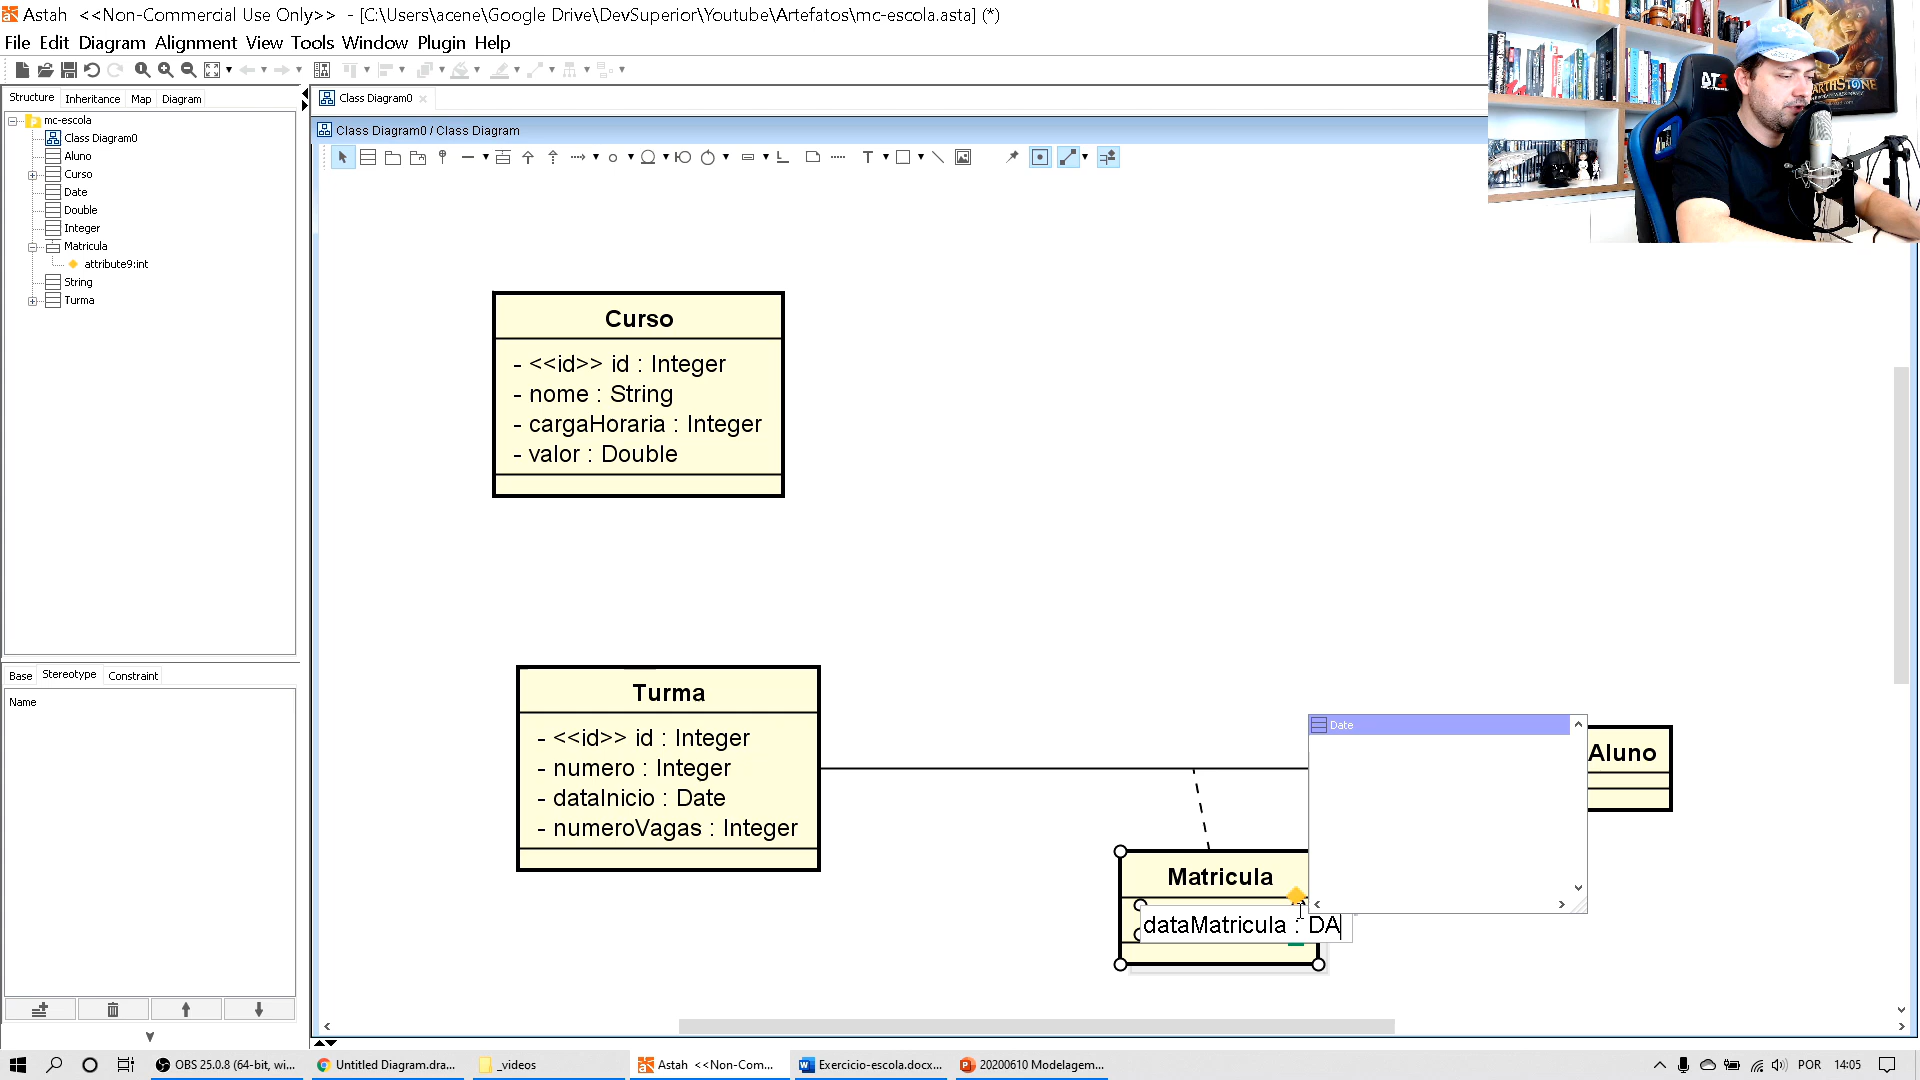 Astah <<Non-Commercial Use Only>> - [C:\Users\acene\Google Drive\DevSuperior\Youtube\Artefatos\mc-escola.asta] (*)
File Edit Diagram Alignment View Tools Window Plugin Help
Structure Inheritance Map Diagram
mc-escola
Class Diagram0
Aluno
Curso
Date
Double
Integer
Matricula
attribute9:int
String
Turma
Base Stereotype Constraint
Name
Class Diagram0
Class Diagram0 / Class Diagram
Curso
- <<id>> id : Integer
- nome : String
- cargaHoraria : Integer
- valor : Double
Turma
- <<id>> id : Integer
- numero : Integer
- dataInicio : Date
- numeroVagas : Integer
Date
Aluno
Matricula
dataMatricula : DA
OBS 25.0.8 (64-bit, wi...
Untitled Diagram.dra...
_videos
Astah <<Non-Com...
Exercicio-escola.docx...
20200610 Modelagem...
POR
14:05